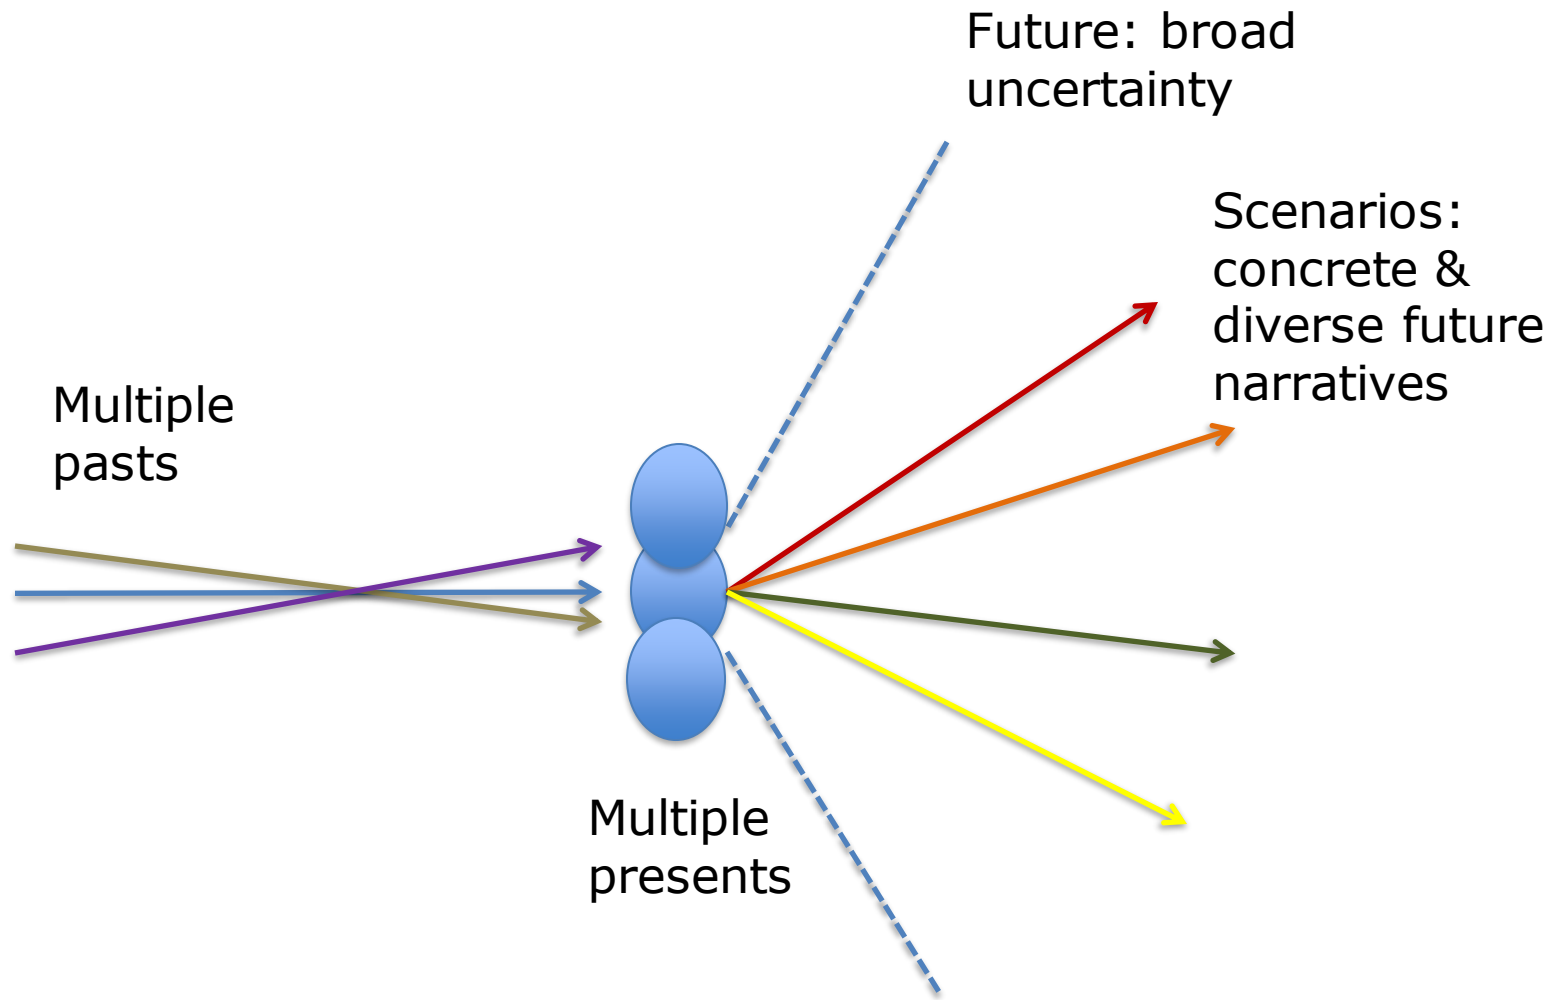 Future: broad
uncertainty
Scenarios:
concrete &
diverse future
narratives
Multiple
pasts
Multiple
presents